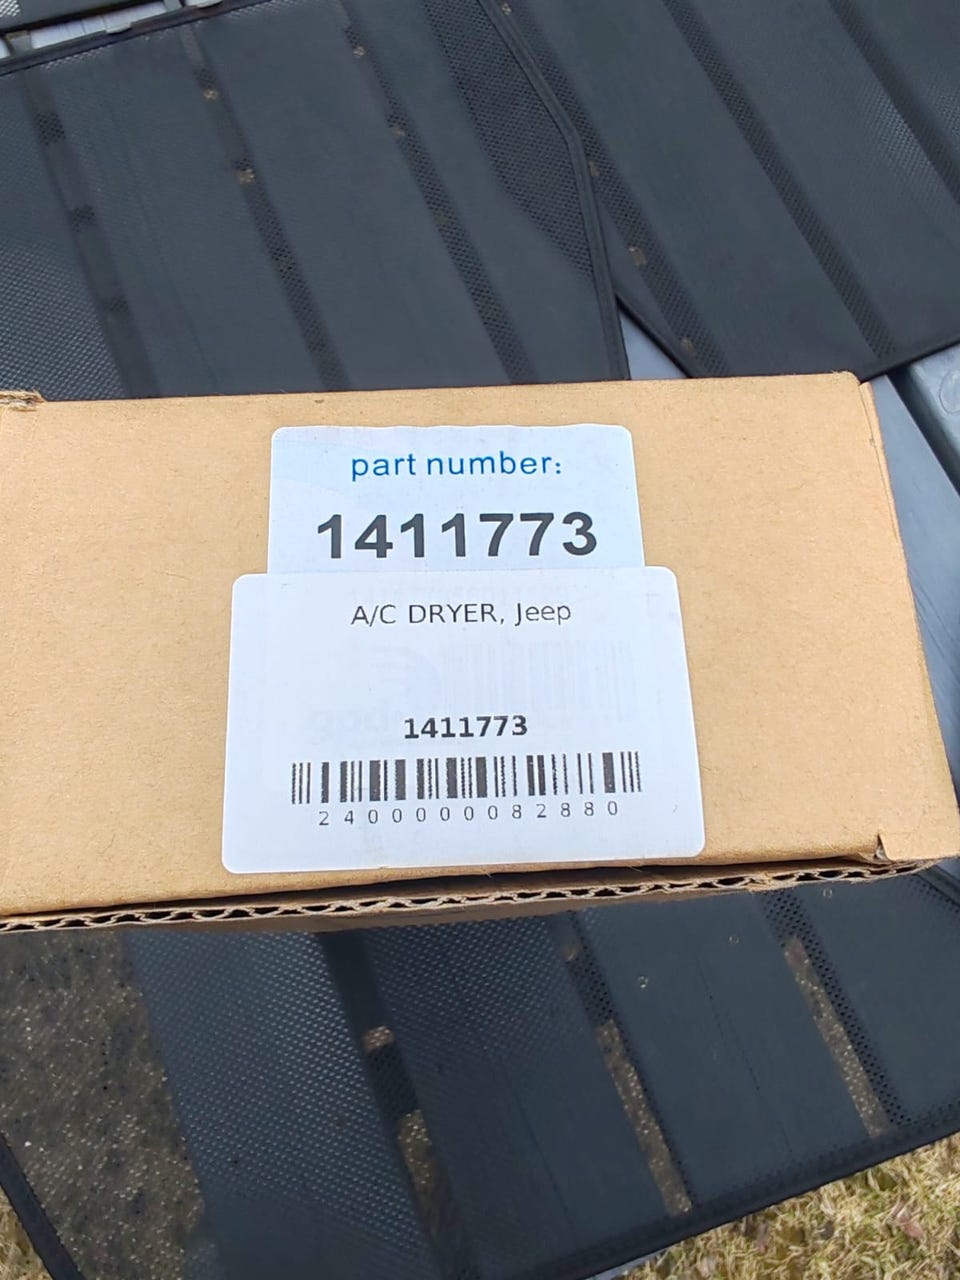 part number:
1411773
A/C DRYER, Jeep
1411773
2400000082880